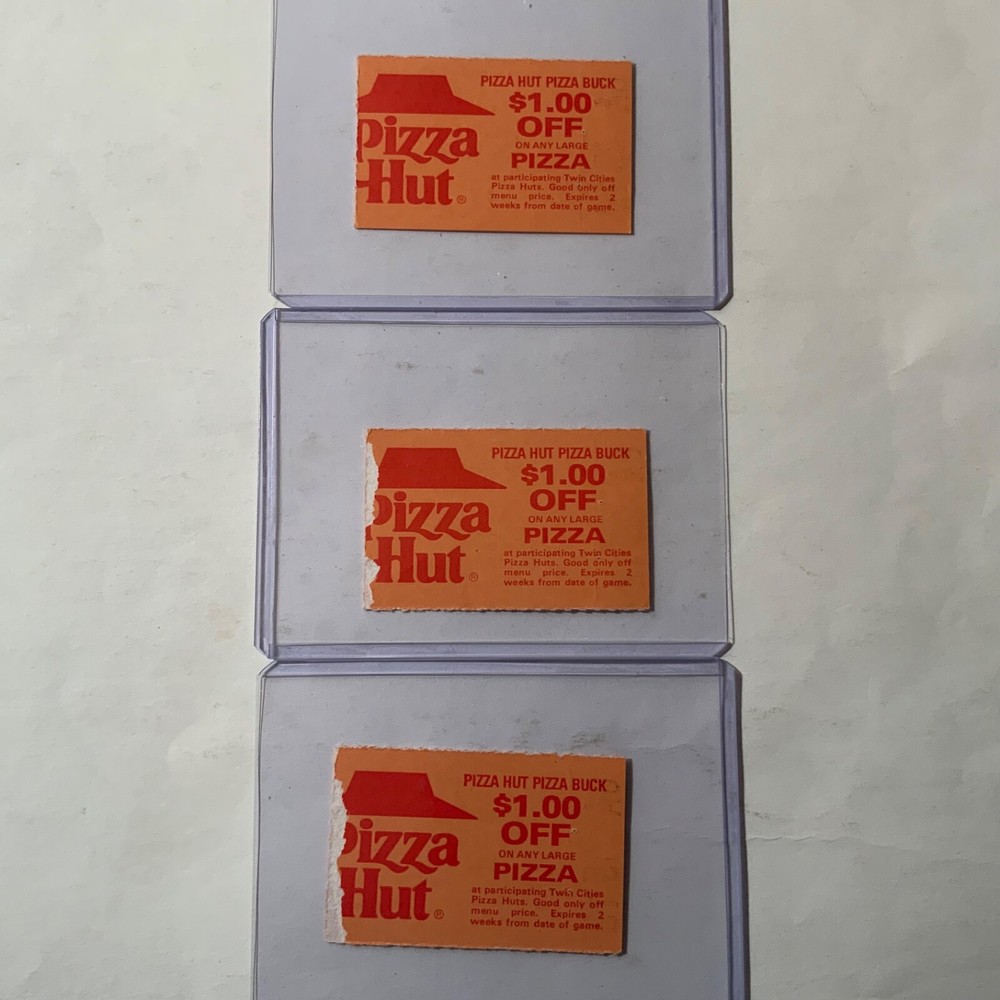 Pizza
Hut®
PIZZA HUT PIZZA BUCK
$1.00
OFF
ON ANY LARGE
PIZZA
at participating Twin Cities
Pizza Huts. Good only off
menu price. Expires 2
weeks from date of game.
Pizza
Hut®
PIZZA HUT PIZZA BUCK
$1.00
OFF
ON ANY LARGE
PIZZA
at participating Twin Cities
Pizza Huts. Good only off
menu price. Expires 2
weeks from date of game.
Pizza
Hut®
PIZZA HUT PIZZA BUCK
$1.00
OFF
ON ANY LARGE
PIZZA
at participating Twin Cities
Pizza Huts. Good only off
menu price. Expires 2
weeks from date of game.